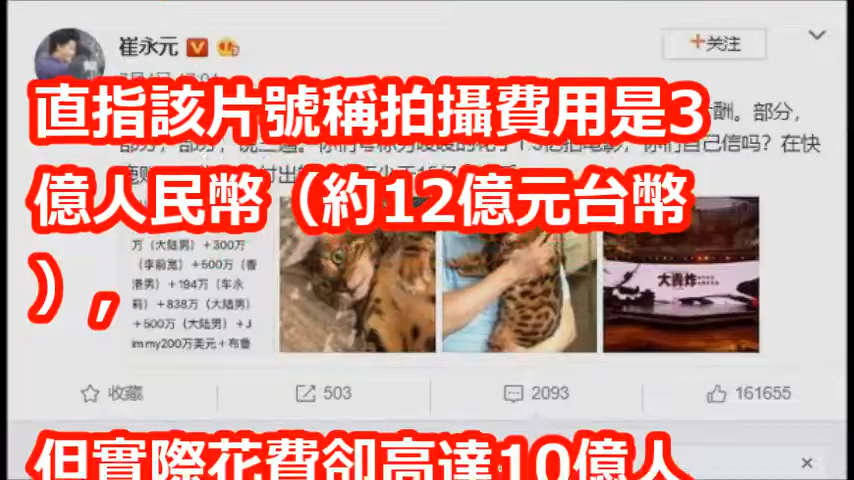 崔永元
+关注
直指該片號稱拍攝費用是3
酬。部分，
在快
億人民幣（約12億元台幣
），
万（大陆男）＋300万
（李前宽）＋500万（香
港男）＋194万（车永
莉）＋838万（大陆男）
＋500万（大陆男）＋J
immy200万美元＋布鲁
大轰炸
收藏
503
2093
161655
但實際花費卻高達10億人